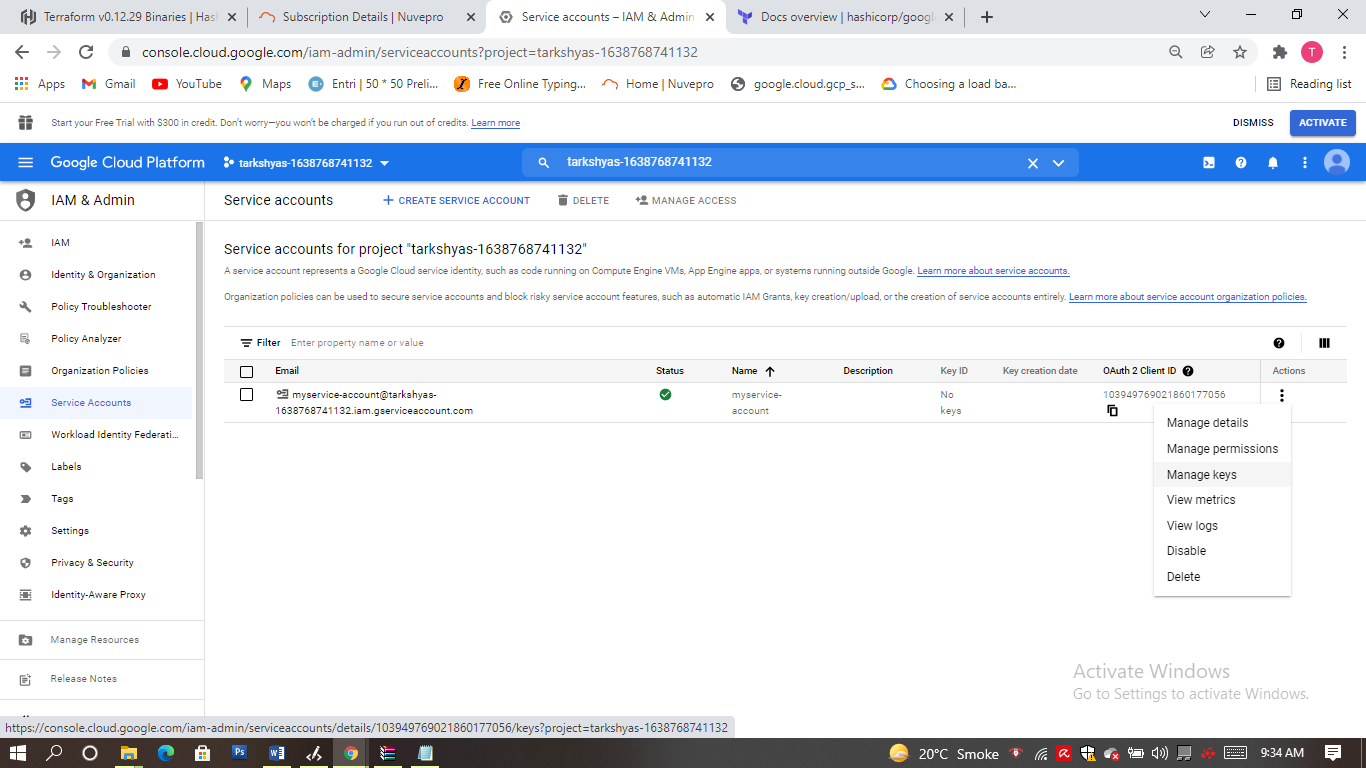 Terraform v0.12.29 Binaries | Has
Subscription Details | Nuvepro
Service accounts – IAM & Admin
Docs overview | hashicorp/googl
console.cloud.google.com/iam-admin/serviceaccounts?project=tarkshyas-1638768741132
T
Apps
Gmail
YouTube
Maps
Entri | 50 * 50 Preli...
Free Online Typing...
Home | Nuvepro
google.cloud.gcp_s...
Choosing a load ba...
Reading list
Start your Free Trial with $300 in credit. Don't worry—you won't be charged if you run out of credits. Learn more
DISMISS
ACTIVATE
Google Cloud Platform
tarkshyas-1638768741132
tarkshyas-1638768741132
IAM & Admin
Service accounts
CREATE SERVICE ACCOUNT
DELETE
MANAGE ACCESS
IAM
Identity & Organization
Policy Troubleshooter
Policy Analyzer
Organization Policies
Service Accounts
Workload Identity Federati...
Labels
Tags
Settings
Privacy & Security
Identity-Aware Proxy
Manage Resources
Release Notes
Service accounts for project "tarkshyas-1638768741132"
A service account represents a Google Cloud service identity, such as code running on Compute Engine VMs, App Engine apps, or systems running outside Google. Learn more about service accounts.
Organization policies can be used to secure service accounts and block risky service account features, such as automatic IAM Grants, key creation/upload, or the creation of service accounts entirely. Learn more about service account organization policies.
Filter Enter property name or value
Email Status Name Description Key ID Key creation date OAuth 2 Client ID Actions
myservice-account@tarkshyas-
1638768741132.iam.gserviceaccount.com
myservice-
account
No
keys
103949769021860177056
Manage details
Manage permissions
Manage keys
View metrics
View logs
Disable
Delete
Activate Windows
Go to Settings to activate Windows.
https://console.cloud.google.com/iam-admin/serviceaccounts/details/103949769021860177056/keys?project=tarkshyas-1638768741132
20°C Smoke
9:34 AM